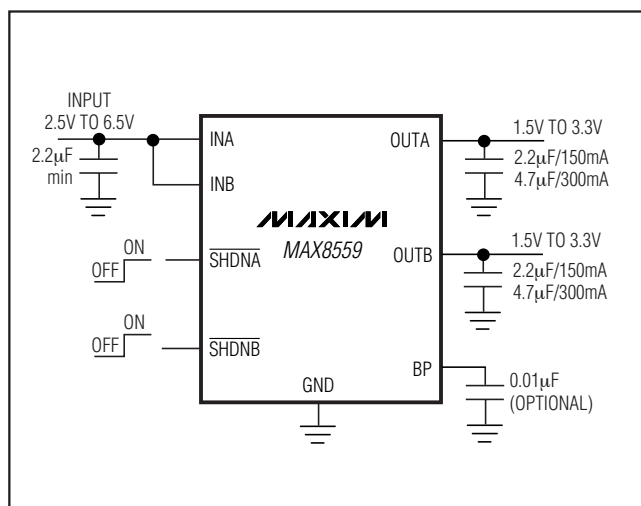 INPUT
2.5V TO 6.5V
2.2µF
min
INA
INB
ON
OFF
SHDNA
ON
OFF
SHDNB
MAXIM
MAX8559
GND
OUTA
1.5V TO 3.3V
2.2µF/150mA
4.7µF/300mA
OUTB
1.5V TO 3.3V
2.2µF/150mA
4.7µF/300mA
BP
0.01µF
(OPTIONAL)